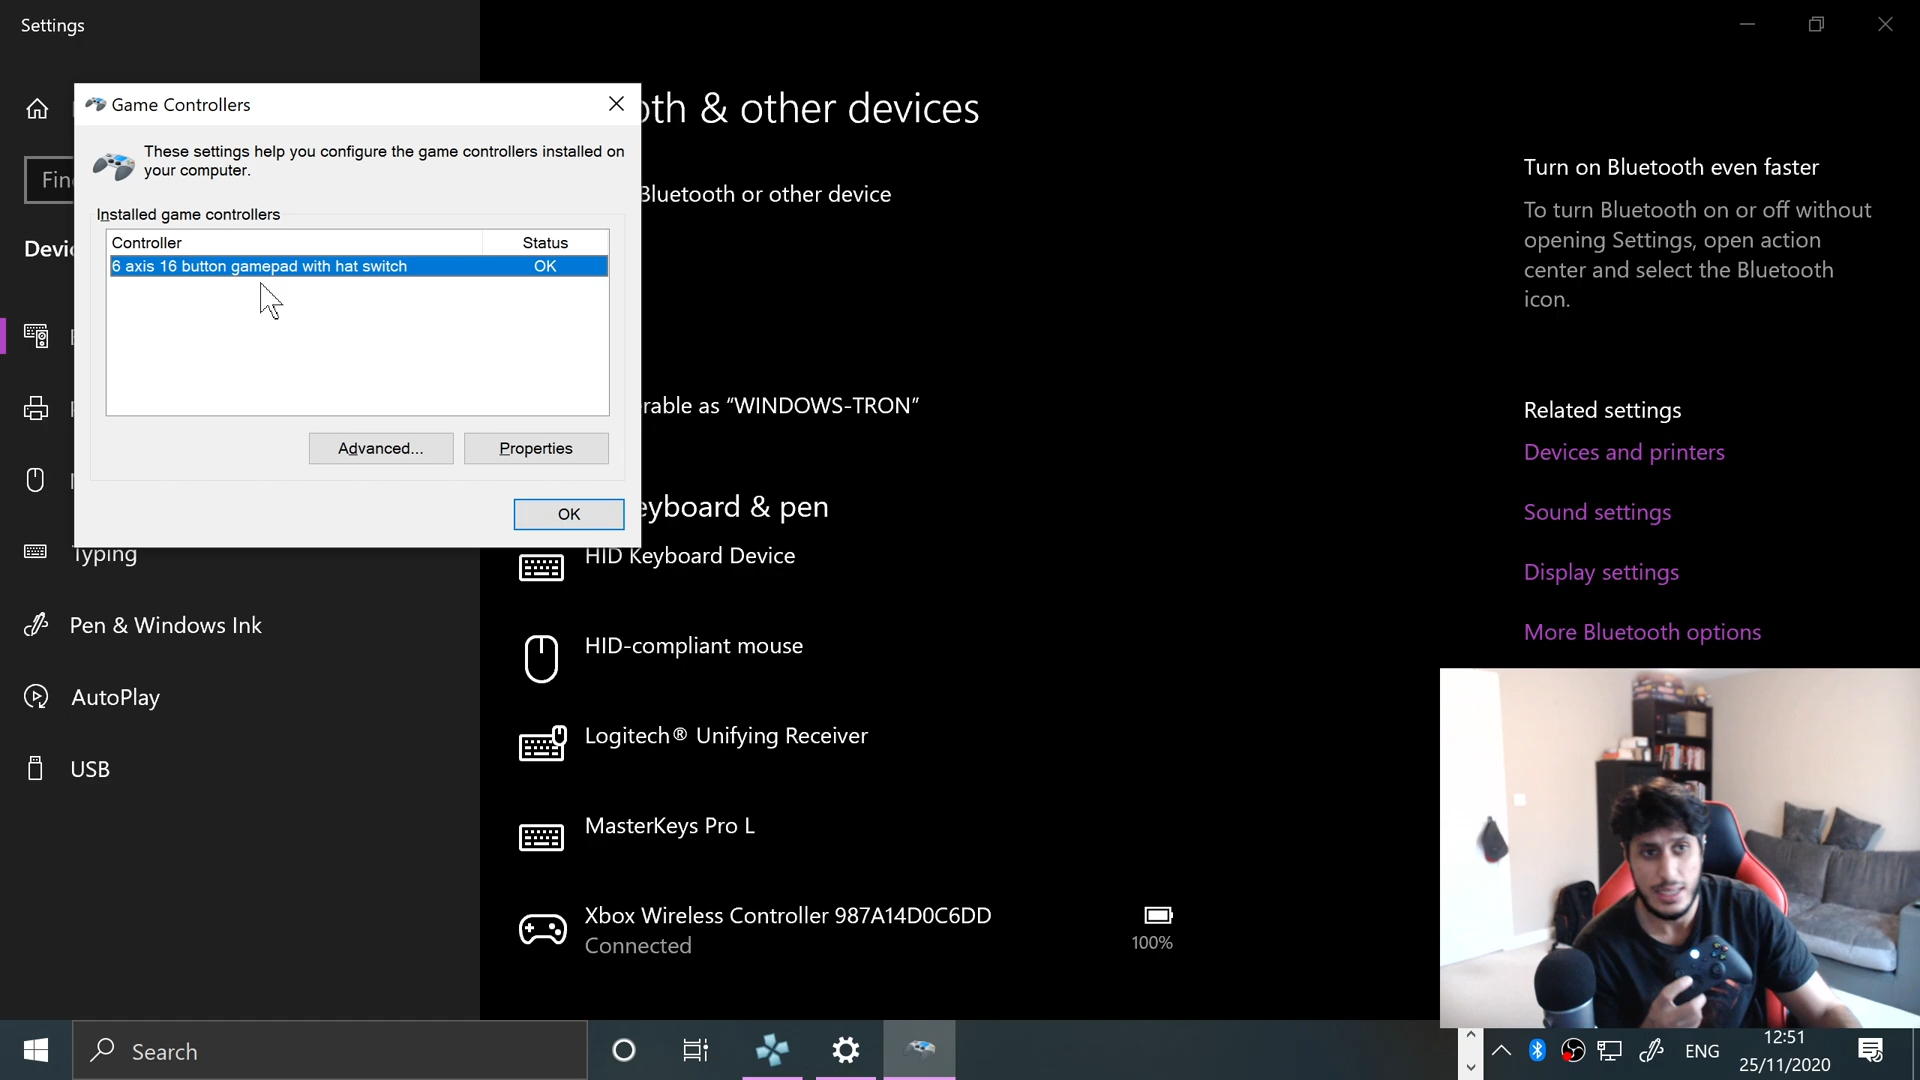 Settings
Game Controllers
These settings help you configure the game controllers installed on
your computer.
Installed game controllers
Controller Status
6 axis 16 button gamepad with hat switch OK
Advanced... Properties
OK
Fin
Devic
Typing
Pen & Windows Ink
AutoPlay
USB
oth & other devices
Bluetooth or other device
rable as “WINDOWS-TRON”
eyboard & pen
HID Keyboard Device
HID-compliant mouse
Logitech® Unifying Receiver
MasterKeys Pro L
Xbox Wireless Controller 987A14D0C6DD
Connected
100%
Turn on Bluetooth even faster
To turn Bluetooth on or off without
opening Settings, open action
center and select the Bluetooth
icon.
Related settings
Devices and printers
Sound settings
Display settings
More Bluetooth options
Search
ENG
12:51
25/11/2020